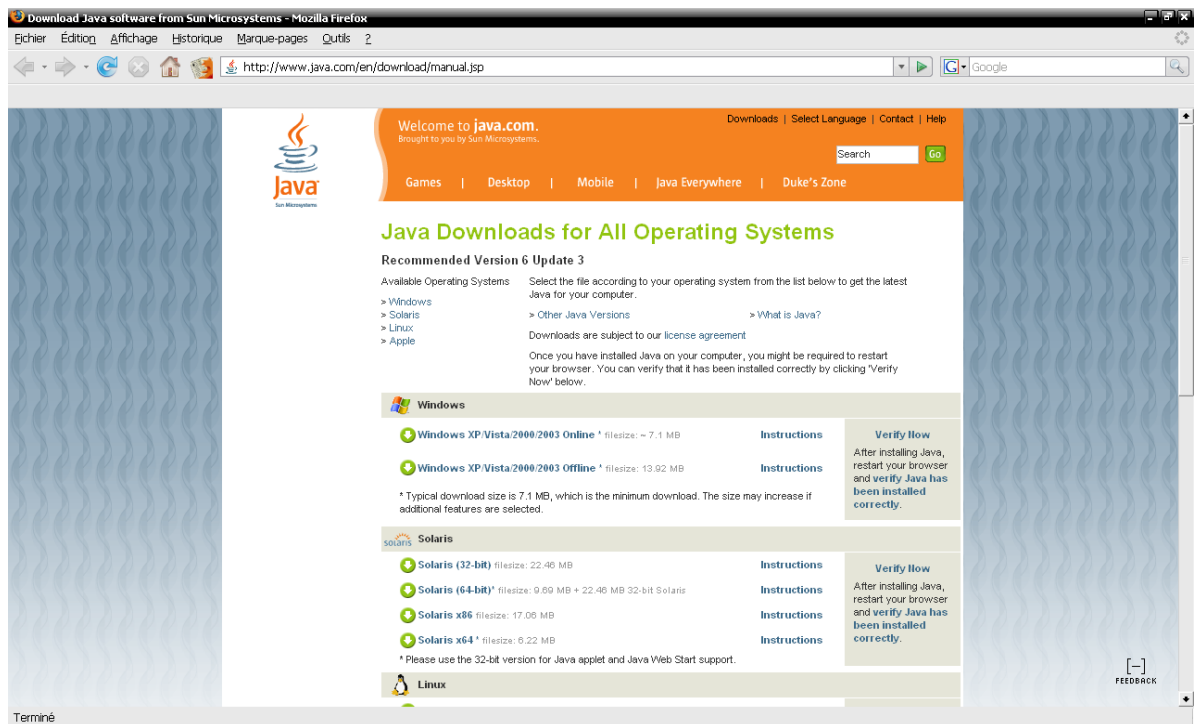 Download Java software from Sun Microsystems - Mozilla Firefox
Fichier Édition Affichage Historique Marque-pages Outils ?
http://www.java.com/en/download/manual.jsp
G Google
Java
Sun Microsystems
Welcome to java.com.
Brought to you by Sun Microsystems.
Downloads | Select Language | Contact | Help
Search Go
Games | Desktop | Mobile | Java Everywhere | Duke's Zone
Java Downloads for All Operating Systems
Recommended Version 6 Update 3
Available Operating Systems
» Windows
» Solaris
» Linux
» Apple
Select the file according to your operating system from the list below to get the latest
Java for your computer.
» Other Java Versions » What is Java?
Downloads are subject to our license agreement
Once you have installed Java on your computer, you might be required to restart
your browser. You can verify that it has been installed correctly by clicking 'Verify
Now' below.
Windows
Windows XP/Vista/2000/2003 Online * filesize: ~ 7.1 MB Instructions
Windows XP/Vista/2000/2003 Offline * filesize: 13.92 MB Instructions
* Typical download size is 7.1 MB, which is the minimum download. The size may increase if
additional features are selected.
Verify Now
After installing Java,
restart your browser
and verify Java has
been installed
correctly.
solaris Solaris
Solaris (32-bit) filesize: 22.46 MB Instructions
Solaris (64-bit)* filesize: 9.69 MB + 22.46 MB 32-bit Solaris Instructions
Solaris x86 filesize: 17.06 MB Instructions
Solaris x64 * filesize: 6.22 MB Instructions
* Please use the 32-bit version for Java applet and Java Web Start support.
Verify Now
After installing Java,
restart your browser
and verify Java has
been installed
correctly.
Linux
[−]
FEEDBACK
Terminé